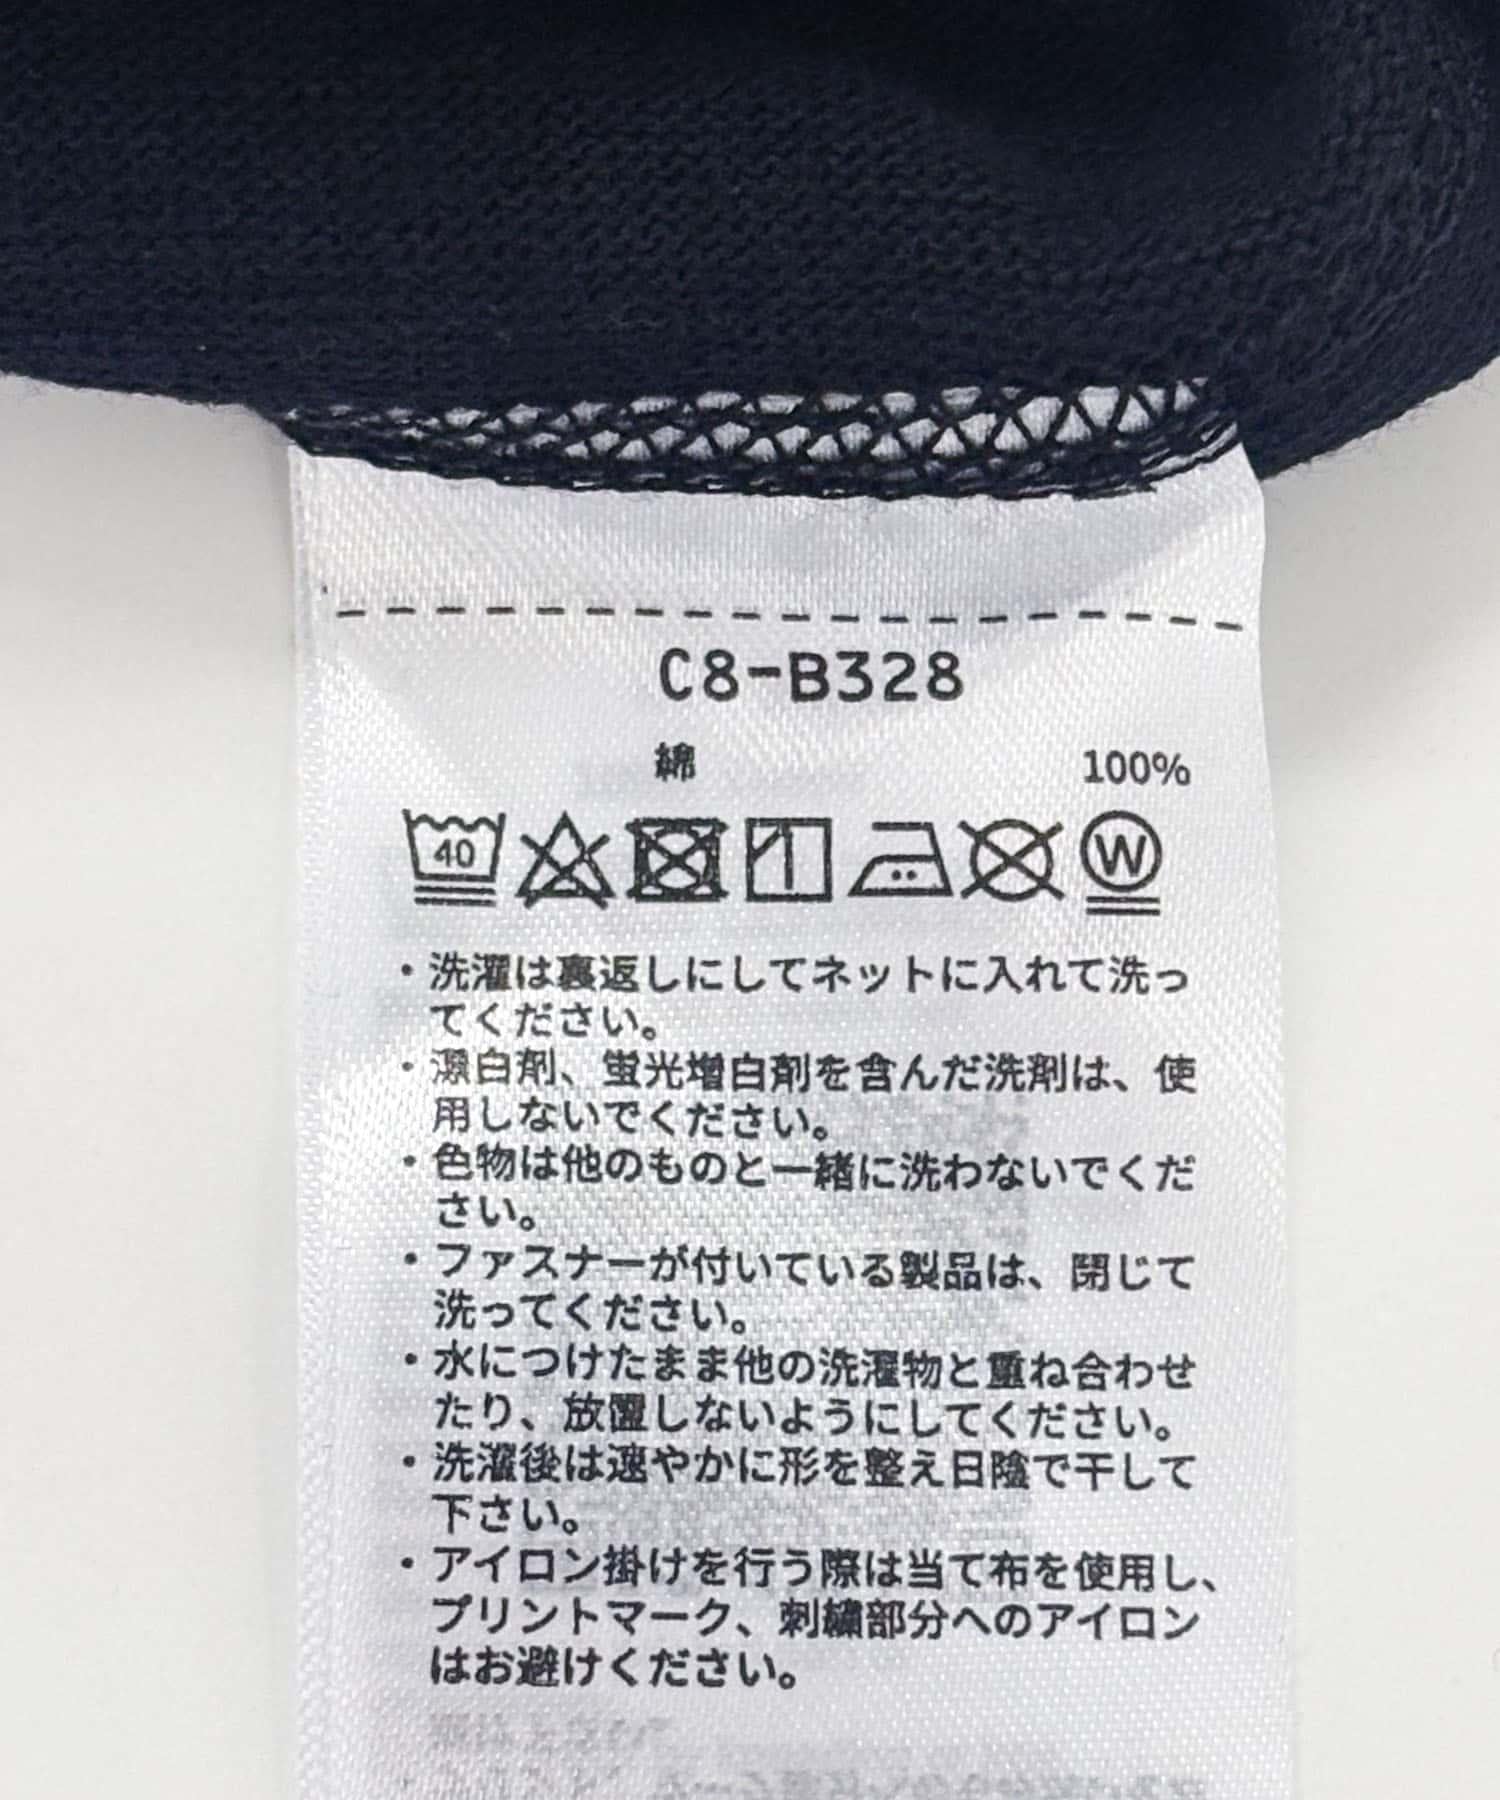 C8-B328
綿 100%
40 W
・洗濯は裏返しにしてネットに入れて洗っ
てください。
・漂白剤、蛍光増白剤を含んだ洗剤は、使
用しないでください。
・色物は他のものと一緒に洗わないでくだ
さい。
・ファスナーが付いている製品は、閉じて
洗ってください。
・水につけたまま他の洗濯物と重ね合わせ
たり、放置しないようにしてください。
・洗濯後は速やかに形を整え日陰で干して
下さい。
・アイロン掛けを行う際は当て布を使用し、
プリントマーク、刺繍部分へのアイロン
はお避けください。